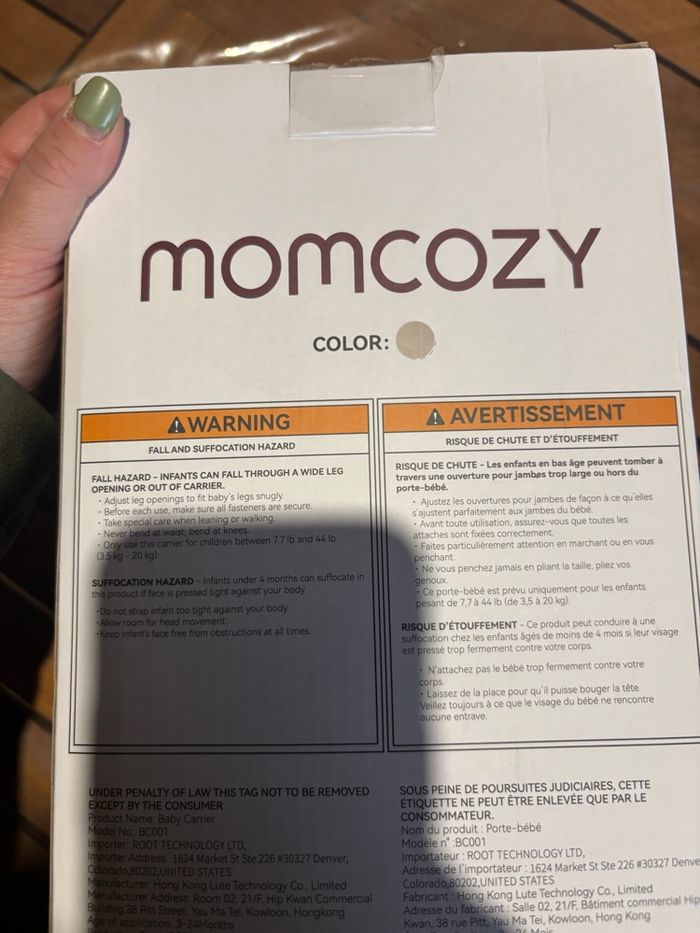 MOMCOZY
COLOR:
WARNING
FALL AND SUFFOCATION HAZARD
FALL HAZARD - INFANTS CAN FALL THROUGH A WIDE LEG
OPENING OR OUT OF CARRIER.
• Adjust leg openings to fit baby's legs snugly.
• Before each use, make sure all fasteners are secure.
• Take special care when leaning or walking.
• Never bend at waist; bend at knees.
• Only use this carrier for children between 7.7 lb and 44 lb
(3.5 kg - 20 kg).
SUFFOCATION HAZARD - Infants under 4 months can suffocate in
this product if face is pressed tight against your body.
•Do not strap infant too tight against your body
•Allow room for head movement.
•Keep infant's face free from obstructions at all times.
AVERTISSEMENT
RISQUE DE CHUTE ET D'ÉTOUFFEMENT
RISQUE DE CHUTE - Les enfants en bas âge peuvent tomber à
travers une ouverture pour jambes trop large ou hors du
porte-bébé.
• Ajustez les ouvertures pour jambes de façon à ce qu'elles
s'ajustent parfaitement aux jambes du bébé.
• Avant toute utilisation, assurez-vous que toutes les
attaches sont fixées correctement.
• Faites particulièrement attention en marchant ou en vous
penchant.
• Ne vous penchez jamais en pliant la taille, pliez vos
genoux.
• Ce porte-bébé est prévu uniquement pour les enfants
pesant de 7,7 à 44 lb (de 3,5 à 20 kg).
RISQUE D'ÉTOUFFEMENT - Ce produit peut conduire à une
suffocation chez les enfants âgés de moins de 4 mois si leur visage
est pressé trop fermement contre votre corps.
• N'attachez pas le bébé trop fermement contre votre
corps.
• Laissez de la place pour qu'il puisse bouger la tête.
Veillez toujours à ce que le visage du bébé ne rencontre
aucune entrave.
UNDER PENALTY OF LAW THIS TAG NOT TO BE REMOVED
EXCEPT BY THE CONSUMER
Product Name: Baby Carrier
Model No.: BC001
Importer: ROOT TECHNOLOGY LTD,
Importer Address: 1624 Market St Ste 226 #30327 Denver,
Colorado,80202,UNITED STATES
Manufacturer: Hong Kong Lute Technology Co., Limited
Manufacturer Address: Room 02, 21/F, Hip Kwan Commercial
Building,38 Pitt Street, Yau Ma Tei, Kowloon, Hongkong
Age of application: 3-24Months
SOUS PEINE DE POURSUITES JUDICIAIRES, CETTE
ÉTIQUETTE NE PEUT ÊTRE ENLEVÉE QUE PAR LE
CONSOMMATEUR.
Nom du produit : Porte-bébé
Modèle n° :BC001
Importateur : ROOT TECHNOLOGY LTD,
Adresse de l'importateur : 1624 Market Ste 226 #30327 Denve
Colorado,80202,UNITED STATES
Fabricant : Hong Kong Lute Technology Co., Limited
Adresse du fabricant : Salle 02, 21/F, Bâtiment commercial Hip
Kwan, 38 rue Pitt, Yau Ma Tei, Kowloon, Hong Kong